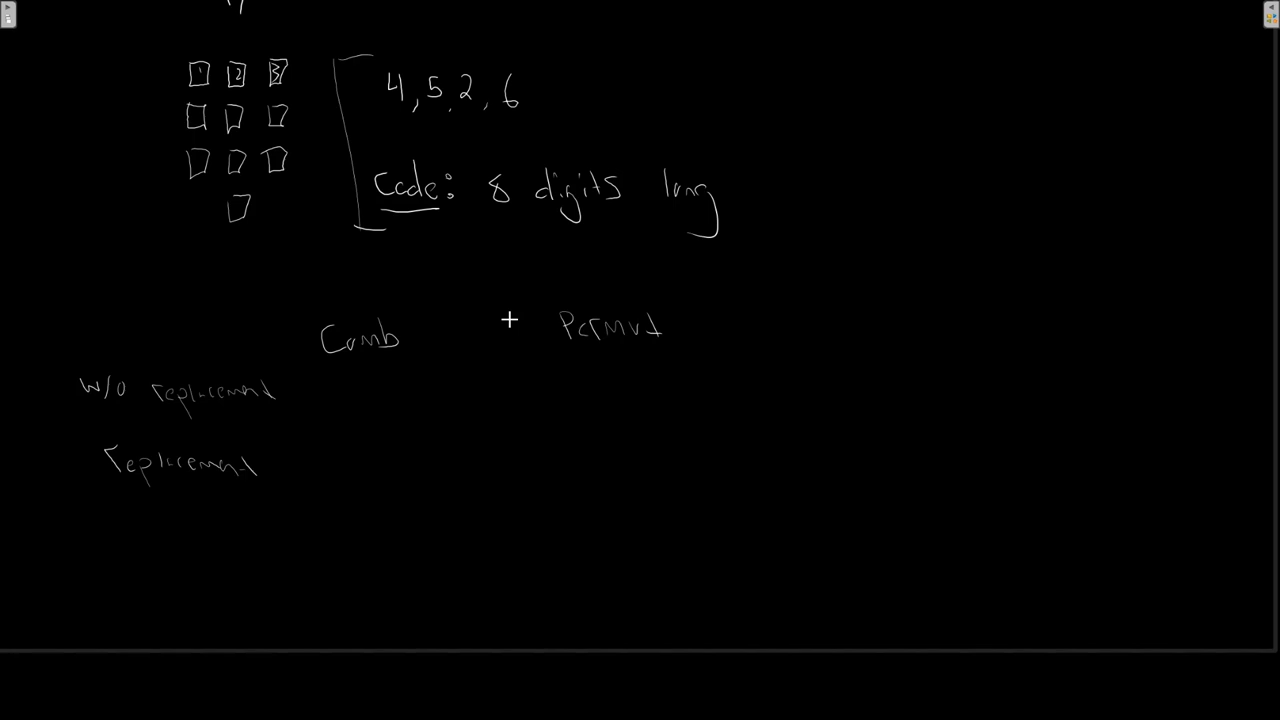 1 2 3
4, 5, 2, 6
Code: 8 digits long
Comb Permut
w/o replacement
replacement